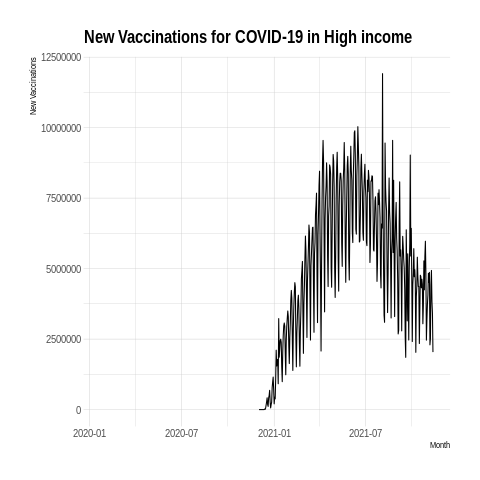 New Vaccinations for COVID-19 in High income
New Vaccinations
12500000
10000000
7500000
5000000
2500000
0
2020-01 2020-07 2021-01 2021-07
Month